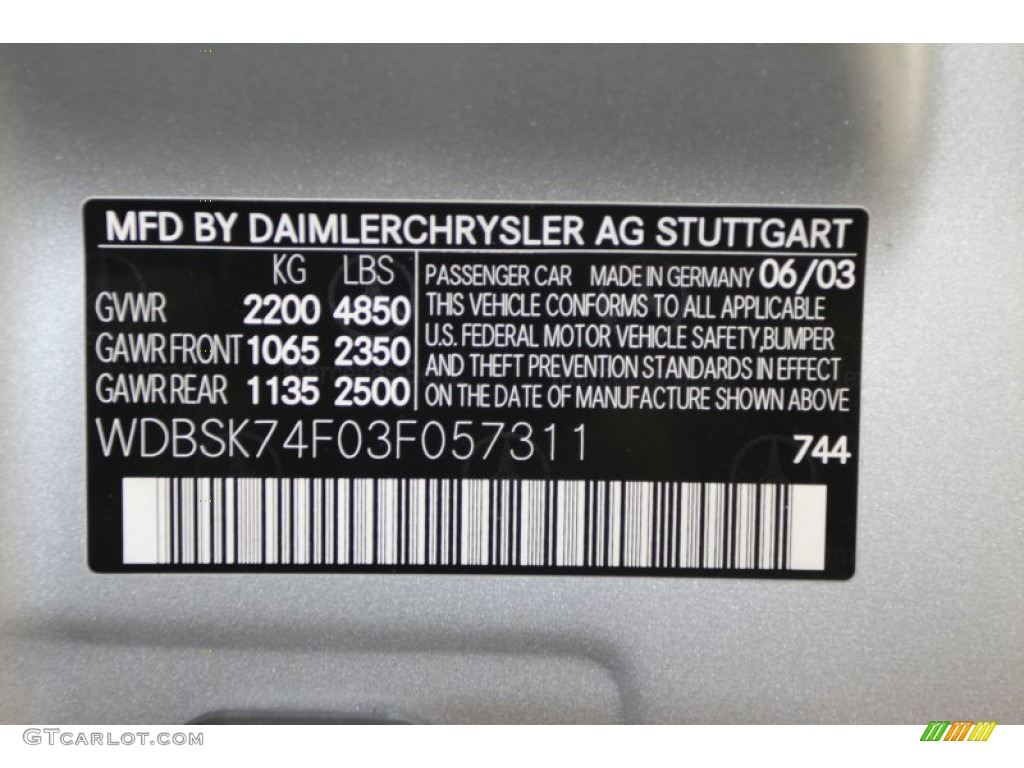 MFD BY DAIMLERCHRYSLER AG STUTTGART
KG LBS
GVWR 2200 4850
GAWR FRONT 1065 2350
GAWR REAR 1135 2500
PASSENGER CAR MADE IN GERMANY 06/03
THIS VEHICLE CONFORMS TO ALL APPLICABLE
U.S. FEDERAL MOTOR VEHICLE SAFETY,BUMPER
AND THEFT PREVENTION STANDARDS IN EFFECT
ON THE DATE OF MANUFACTURE SHOWN ABOVE
WDBSK74F03F057311 744
GTCARLOT.COM